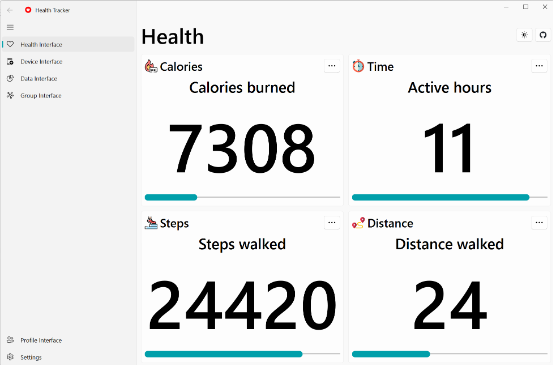 Health Tracker
Health Interface
Device Interface
Data Interface
Group Interface
Profile Interface
Settings
Health
Calories
Calories burned
7308
Time
Active hours
11
Steps
Steps walked
24420
Distance
Distance walked
24